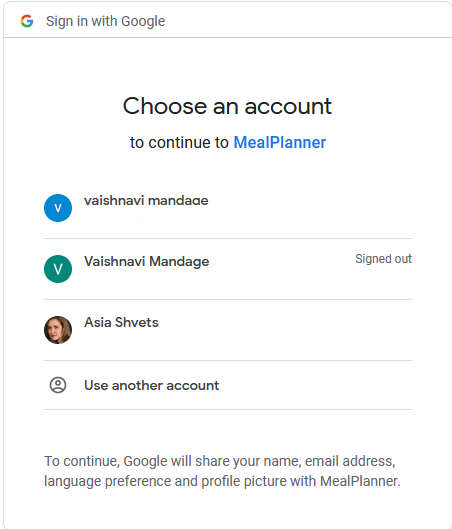 Sign in with Google
Choose an account
to continue to MealPlanner
V
vaishnavi mandage
V
Vaishnavi Mandage
Signed out
Asia Shvets
Use another account
To continue, Google will share your name, email address,
language preference and profile picture with MealPlanner.